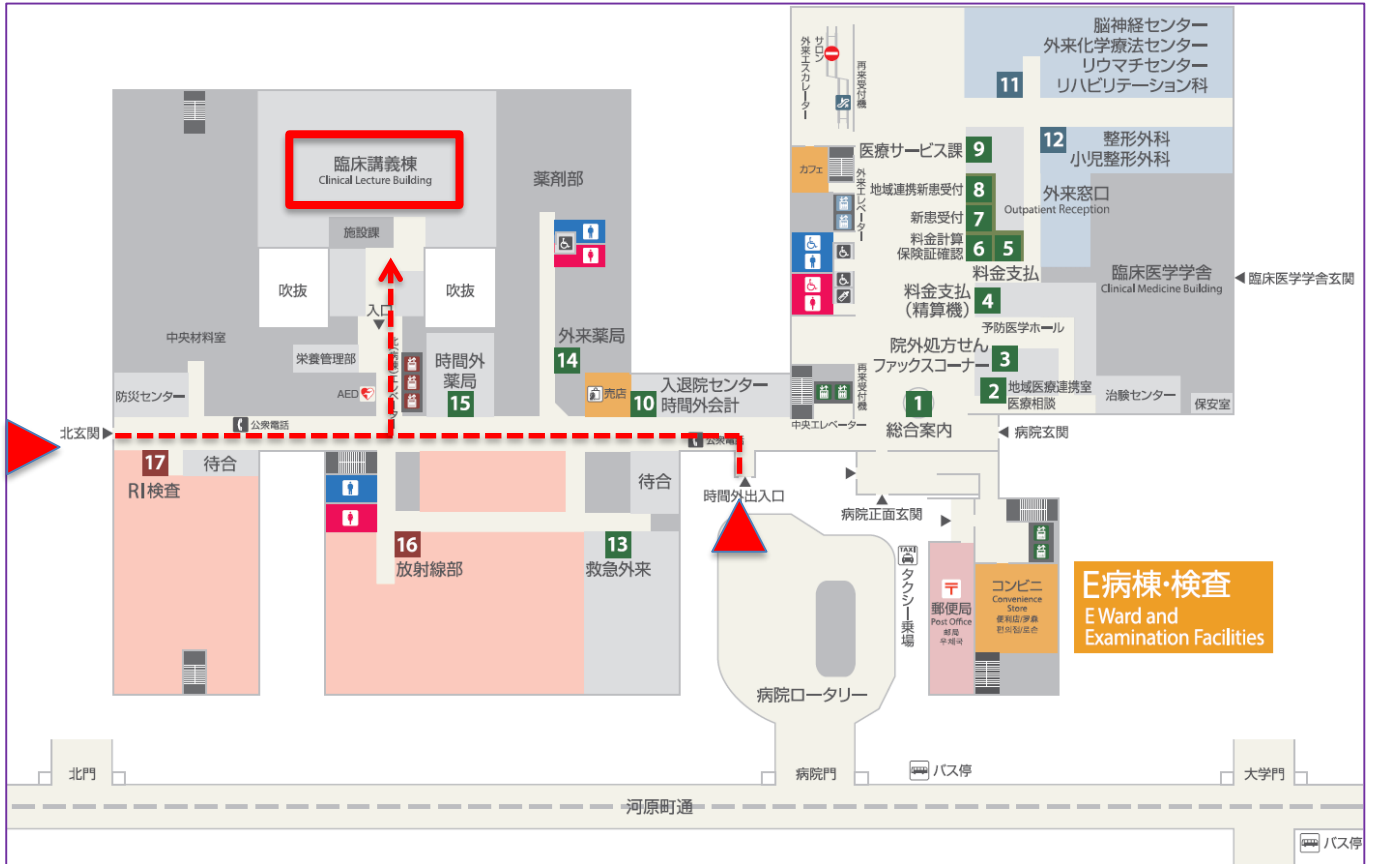 脳神経センター
外来化学療法センター
リウマチセンター
リハビリテーション科
11
サロン
外来エスカレーター
再来受付機
12
整形外科
小児整形外科
医療サービス課 9
カフェ
外来エレベーター
地域連携新患受付 8
新患受付 7
料金計算
保険証確認
6 5
外来窓口
Outpatient Reception
料金支払
料金支払
(精算機)
4
臨床医学学舎
Clinical Medicine Building
臨床医学学舎玄関
予防医学ホール
院外処方せん
ファックスコーナー
3
2
地域医療連携室
医療相談
治験センター
保安室
再来受付機
中央エレベーター
1
総合案内
病院玄関
臨床講義棟
Clinical Lecture Building
薬剤部
施設課
吹抜
吹抜
入口
中央材料室
栄養管理部
外来薬局
14
時間外
薬局
15
売店
10
入退院センター
時間外会計
防災センター
AED
公衆電話
公衆電話
北玄関
17
待合
RI検査
待合
時間外出入口
病院正面玄関
16
放射線部
13
救急外来
TAXI
タクシー乗場
〒
郵便局
Post Office
邮局
우체국
コンビニ
Convenience
Store
便利店/罗森
편의점/로손
E病棟・検査
E Ward and
Examination Facilities
病院ロータリー
北門
病院門
バス停
大学門
河原町通
バス停